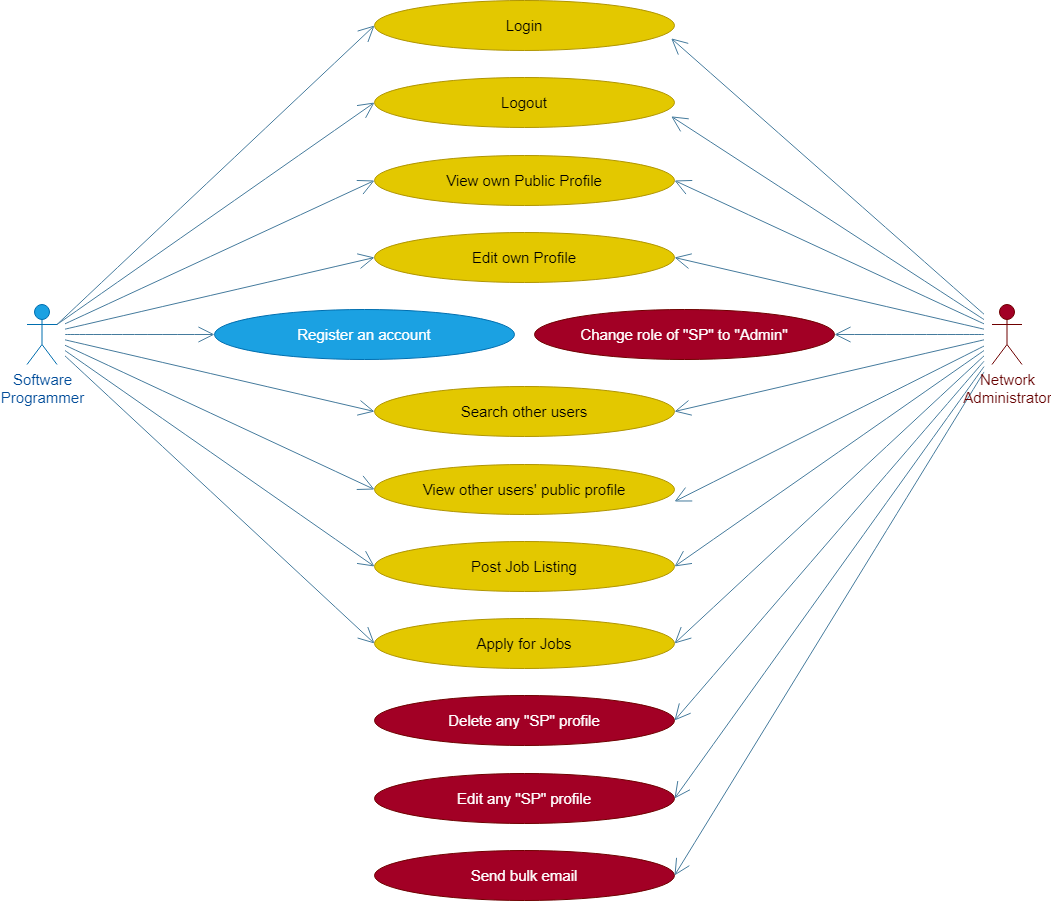 Login
Logout
View own Public Profile
Edit own Profile
Register an account
Change role of "SP" to "Admin"
Software
Programmer
Network
Administrator
Search other users
View other users' public profile
Post Job Listing
Apply for Jobs
Delete any "SP" profile
Edit any "SP" profile
Send bulk email